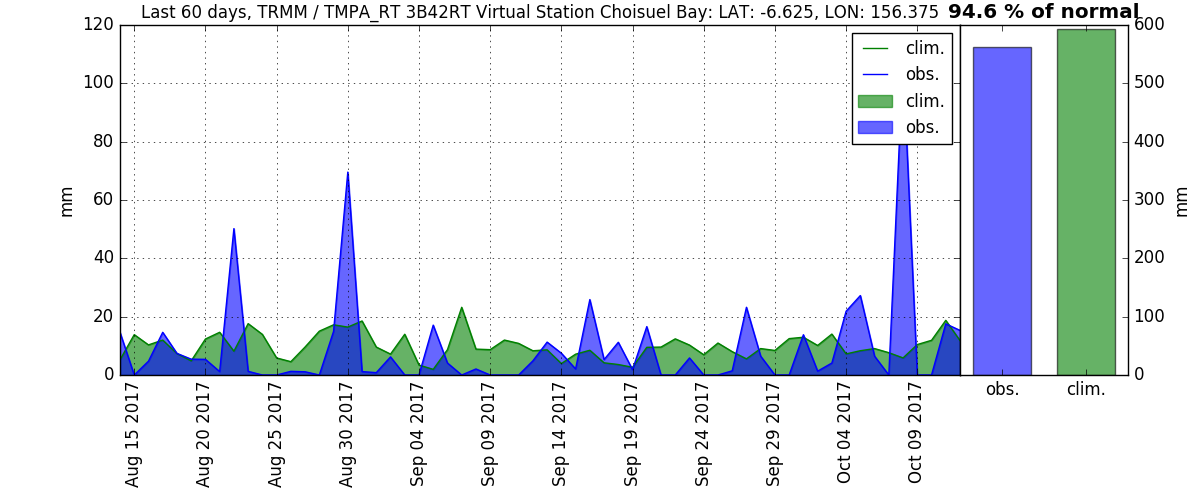 Last 60 days, TRMM / TMPA_RT 3B42RT Virtual Station Choisuel Bay: LAT: -6.625, LON: 156.375 94.6 % of normal
clim.
obs.
clim.
obs.
120
100
80
60
40
20
0
mm
600
500
400
300
200
100
0
mm
obs. clim.
Aug 15 2017
Aug 20 2017
Aug 25 2017
Aug 30 2017
Sep 04 2017
Sep 09 2017
Sep 14 2017
Sep 19 2017
Sep 24 2017
Sep 29 2017
Oct 04 2017
Oct 09 2017